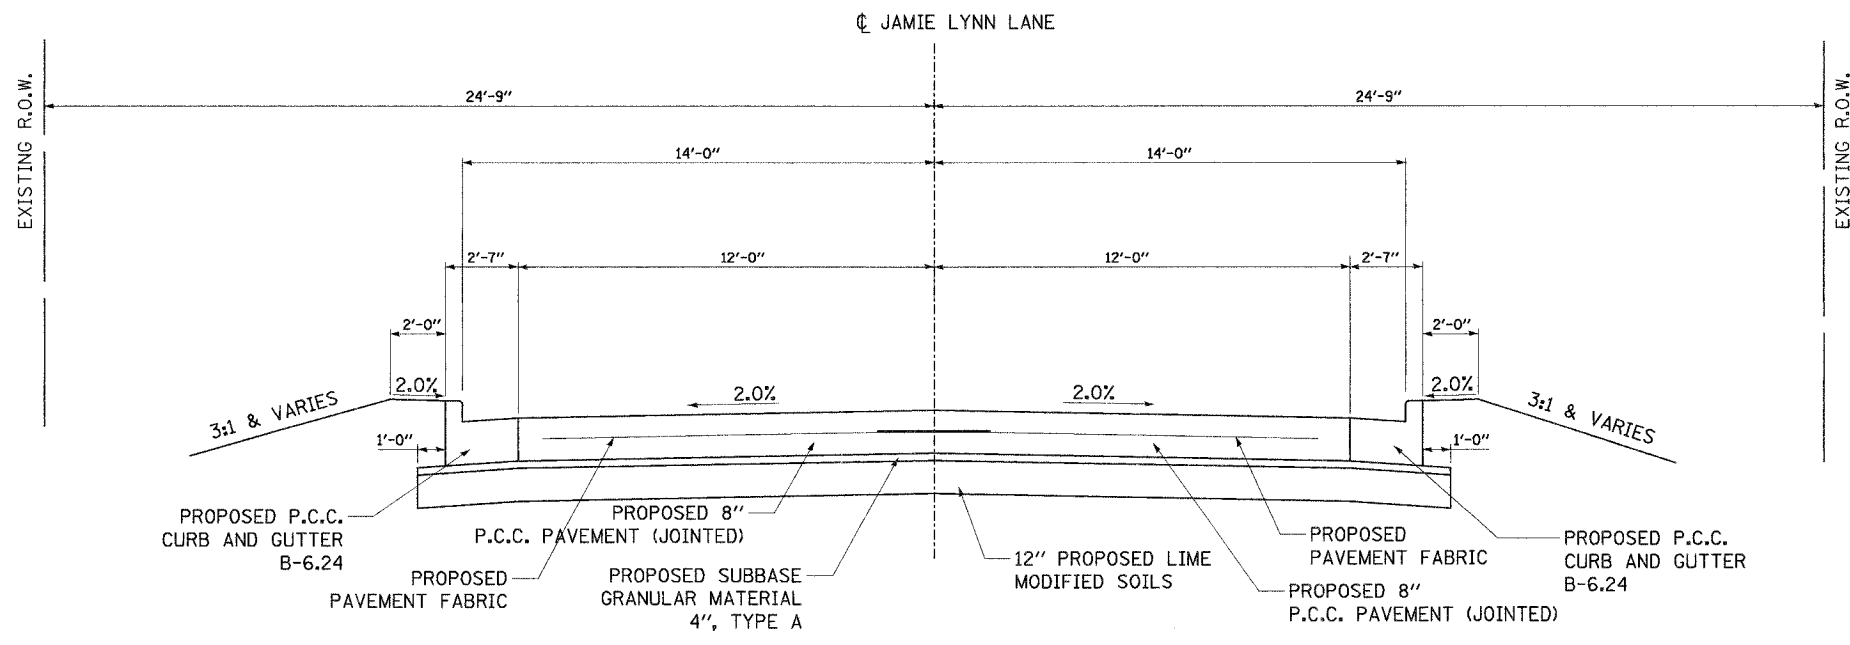 ℄ JAMIE LYNN LANE
EXISTING R.O.W.
EXISTING R.O.W.
24'-9"
24'-9"
14'-0"
14'-0"
2'-7"
12'-0"
12'-0"
2'-7"
2'-0"
2'-0"
2.0%
2.0%
2.0%
2.0%
3:1 & VARIES
3:1 & VARIES
1'-0"
1'-0"
PROPOSED P.C.C.
CURB AND GUTTER
B-6.24
PROPOSED
PAVEMENT FABRIC
PROPOSED 8"
P.C.C. PAVEMENT (JOINTED)
PROPOSED SUBBASE
GRANULAR MATERIAL
4", TYPE A
12" PROPOSED LIME
MODIFIED SOILS
PROPOSED
PAVEMENT FABRIC
PROPOSED 8"
P.C.C. PAVEMENT (JOINTED)
PROPOSED P.C.C.
CURB AND GUTTER
B-6.24